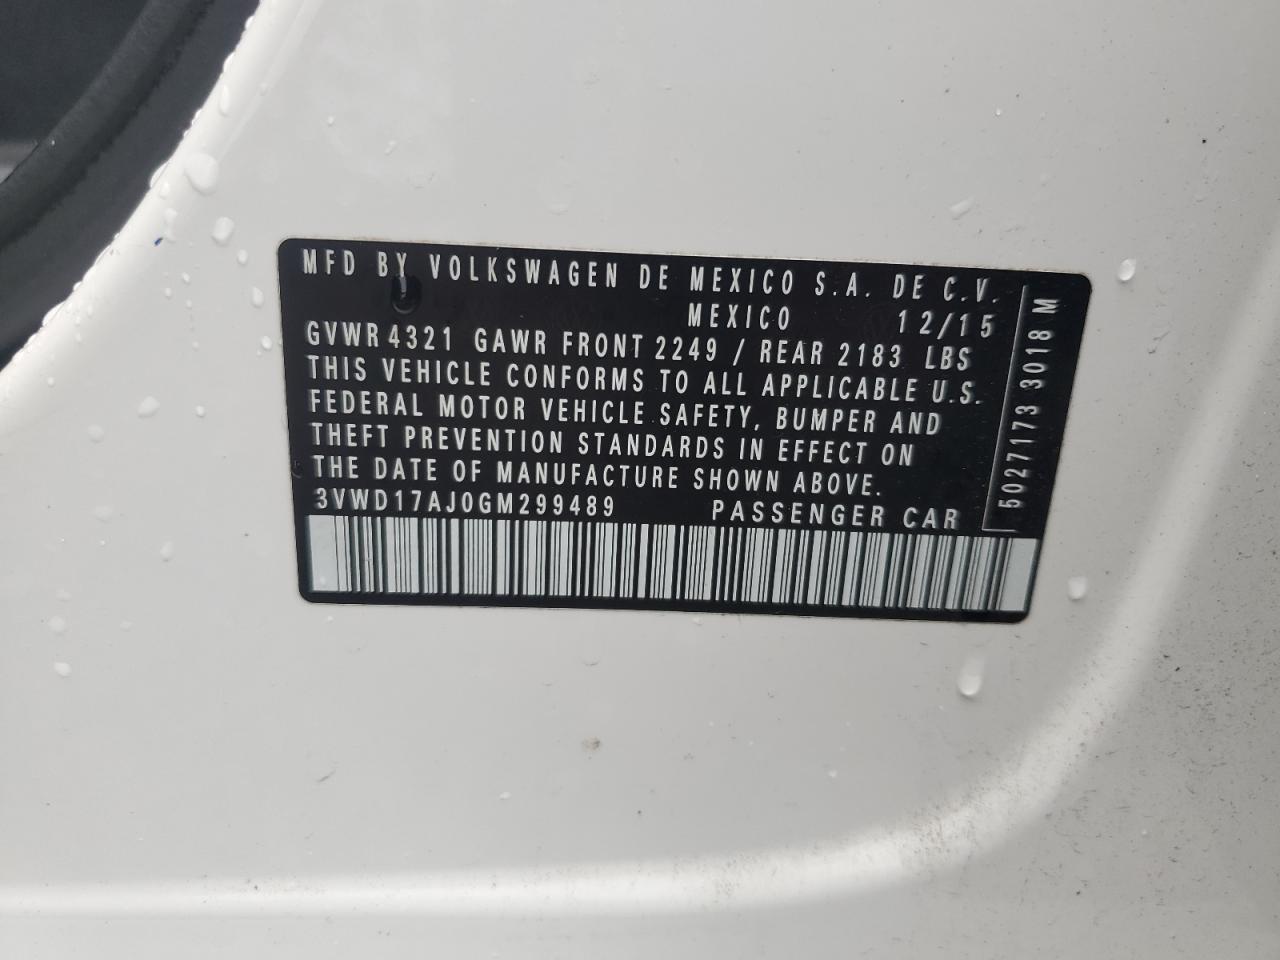 MFD BY VOLKSWAGEN DE MEXICO S.A. DE C.V.
MEXICO 12/15
GVWR 4321 GAWR FRONT 2249 / REAR 2183 LBS
THIS VEHICLE CONFORMS TO ALL APPLICABLE U.S.
FEDERAL MOTOR VEHICLE SAFETY, BUMPER AND
THEFT PREVENTION STANDARDS IN EFFECT ON
THE DATE OF MANUFACTURE SHOWN ABOVE.
3VWD17AJ0GM299489 PASSENGER CAR
5027173 3018 M